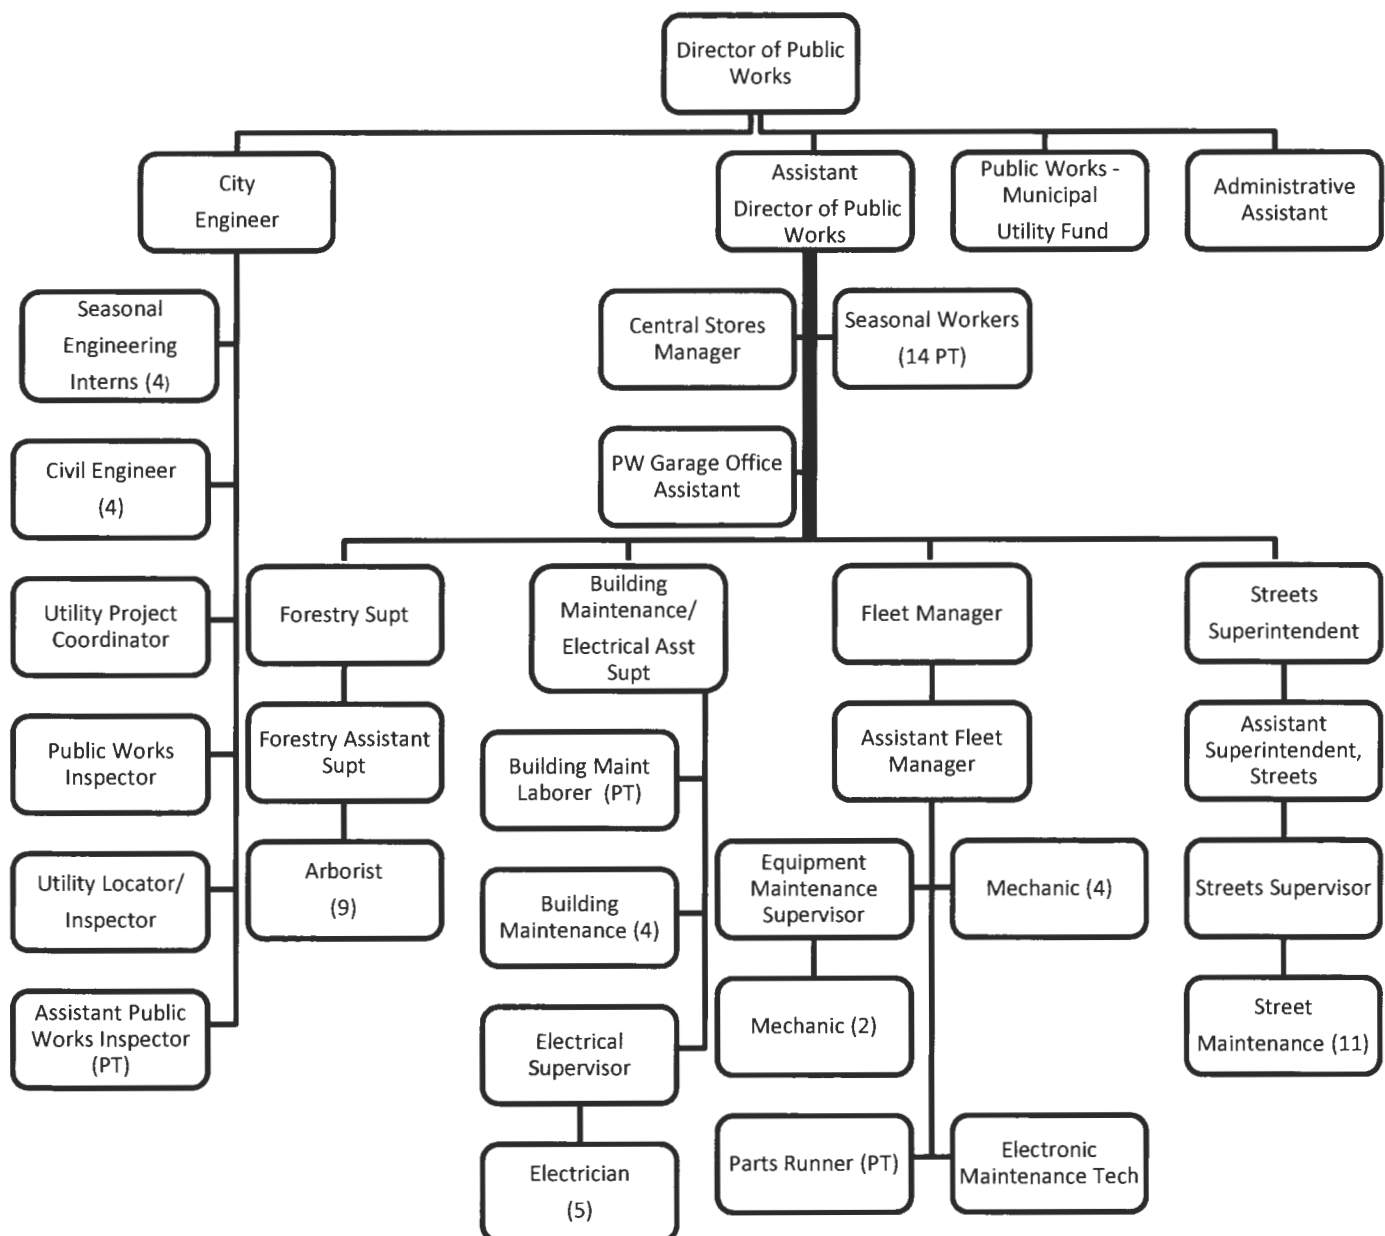 Director of Public
Works
City
Engineer
Assistant
Director of Public
Works
Public Works -
Municipal
Utility Fund
Administrative
Assistant
Seasonal
Engineering
Interns (4)
Central Stores
Manager
Seasonal Workers
(14 PT)
Civil Engineer
(4)
PW Garage Office
Assistant
Utility Project
Coordinator
Forestry Supt
Building
Maintenance/
Electrical Asst
Supt
Fleet Manager
Streets
Superintendent
Public Works
Inspector
Forestry Assistant
Supt
Building Maint
Laborer (PT)
Assistant Fleet
Manager
Assistant
Superintendent,
Streets
Utility Locator/
Inspector
Arborist
(9)
Building
Maintenance (4)
Equipment
Maintenance
Supervisor
Mechanic (4)
Streets Supervisor
Assistant Public
Works Inspector
(PT)
Electrical
Supervisor
Mechanic (2)
Street
Maintenance (11)
Electrician
(5)
Parts Runner (PT)
Electronic
Maintenance Tech